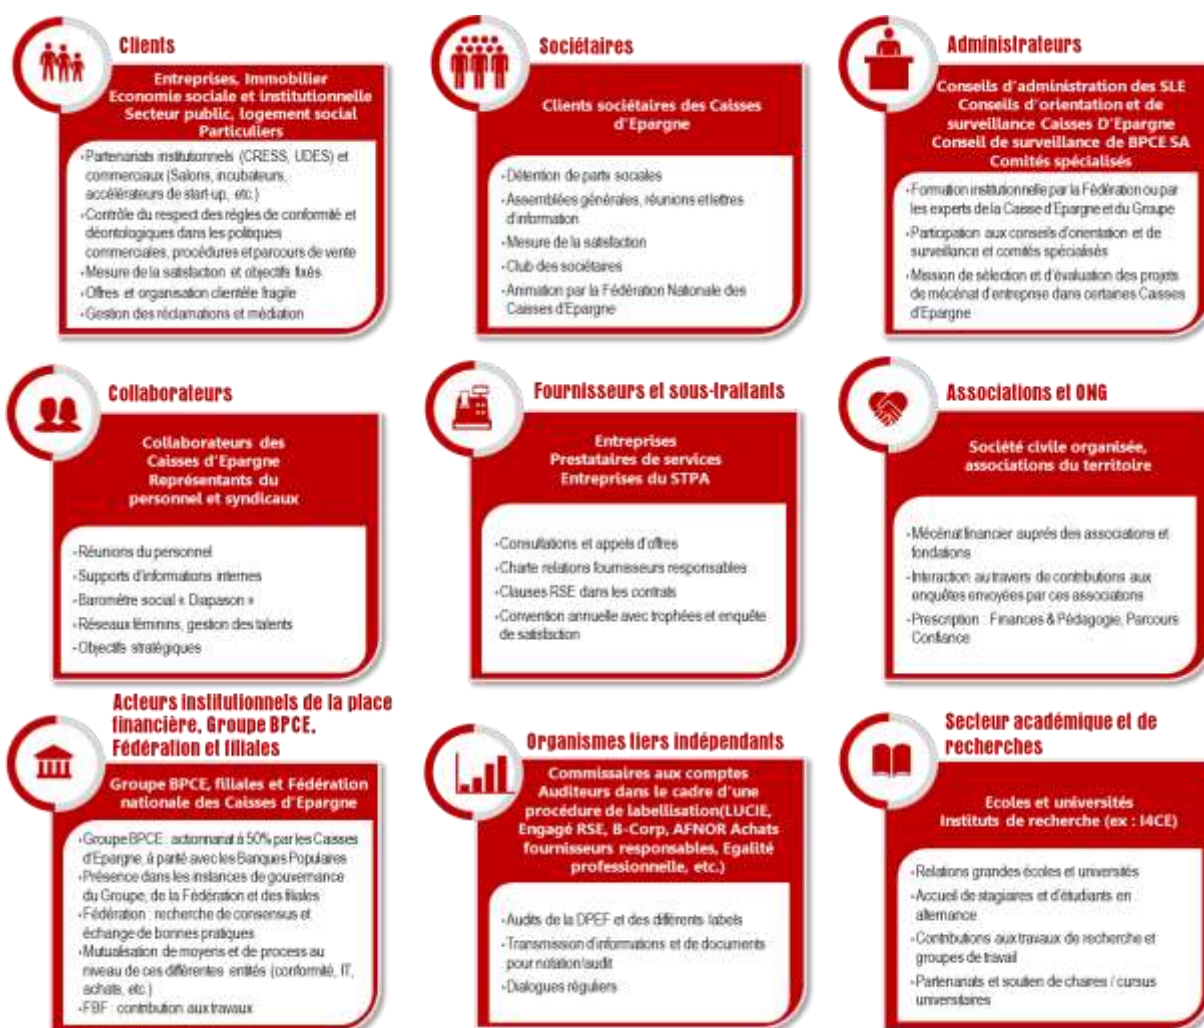 Clients
Entreprises, Immobilier
Economie sociale et institutionnelle
Secteur public, logement social
Particuliers
-Partenariats institutionnels (CRESS, UDES) et
commerciaux (Salons, incubateurs,
accélérateurs de start-up, etc.)
-Contrôle du respect des règles de conformité et
déontologiques dans les politiques
commerciales, procédures et parcours de vente
-Mesure de la satisfaction et objectifs fixés
-Offres et organisation clientèle fragile
-Gestion des réclamations et médiation
Sociétaires
Clients sociétaires des Caisses
d'Epargne
-Détention de parts sociales
-Assemblées générales, réunions et lettres
d'information
-Mesure de la satisfaction
-Club des sociétaires
-Animation par la Fédération Nationale des
Caisses d'Epargne
Administrateurs
Conseils d'administration des SLE
Conseils d'orientation et de
surveillance Caisses D'Epargne
Conseil de surveillance de BPCE SA
Comités spécialisés
-Formation institutionnelle par la Fédération ou par
les experts de la Caisse d'Epargne et du Groupe
-Participation aux conseils d'orientation et de
surveillance et comités spécialisés
-Mission de sélection et d'évaluation des projets
de mécénat d'entreprise dans certaines Caisses
d'Epargne
Collaborateurs
Collaborateurs des
Caisses d'Epargne
Représentants du
personnel et syndicaux
-Réunions du personnel
-Supports d'informations internes
-Baromètre social « Diapason »
-Réseaux féminins, gestion des talents
-Objectifs stratégiques
Fournisseurs et sous-traitants
Entreprises
Prestataires de services
Entreprises du STPA
-Consultations et appels d'offres
-Charte relations fournisseurs responsables
-Clauses RSE dans les contrats
-Convention annuelle avec trophées et enquête
de satisfaction
Associations et ONG
Société civile organisée,
associations du territoire
-Mécénat financier auprès des associations et
fondations
-Interaction au travers de contributions aux
enquêtes envoyées par ces associations
-Prescription : Finances & Pédagogie, Parcours
Confiance
Acteurs institutionnels de la place
financière, Groupe BPCE,
Fédération et filiales
Groupe BPCE, filiales et Fédération
nationale des Caisses d'Epargne
-Groupe BPCE : actionnariat à 50% par les Caisses
d'Epargne, à parité avec les Banques Populaires
-Présence dans les instances de gouvernance
du Groupe, de la Fédération et des filiales
-Fédération : recherche de consensus et
échange de bonnes pratiques
-Mutualisation de moyens et de process au
niveau de ces différentes entités (conformité, IT,
achats, etc.)
-FBF : contribution aux travaux
Organismes tiers indépendants
Commissaires aux comptes
Auditeurs dans le cadre d'une
procédure de labellisation(LUCIE,
Engagé RSE, B-Corp, AFNOR Achats
fournisseurs responsables, Egalité
professionnelle, etc.)
-Audits de la DPEF et des différents labels
-Transmission d'informations et de documents
pour notation/audit
-Dialogues réguliers
Secteur académique et de
recherches
Ecoles et universités
Instituts de recherche (ex : I4CE)
-Relations grandes écoles et universités
-Accueil de stagiaires et d'étudiants en
alternance
-Contributions aux travaux de recherche et
groupes de travail
-Partenariats et soutien de chaires / cursus
universitaires